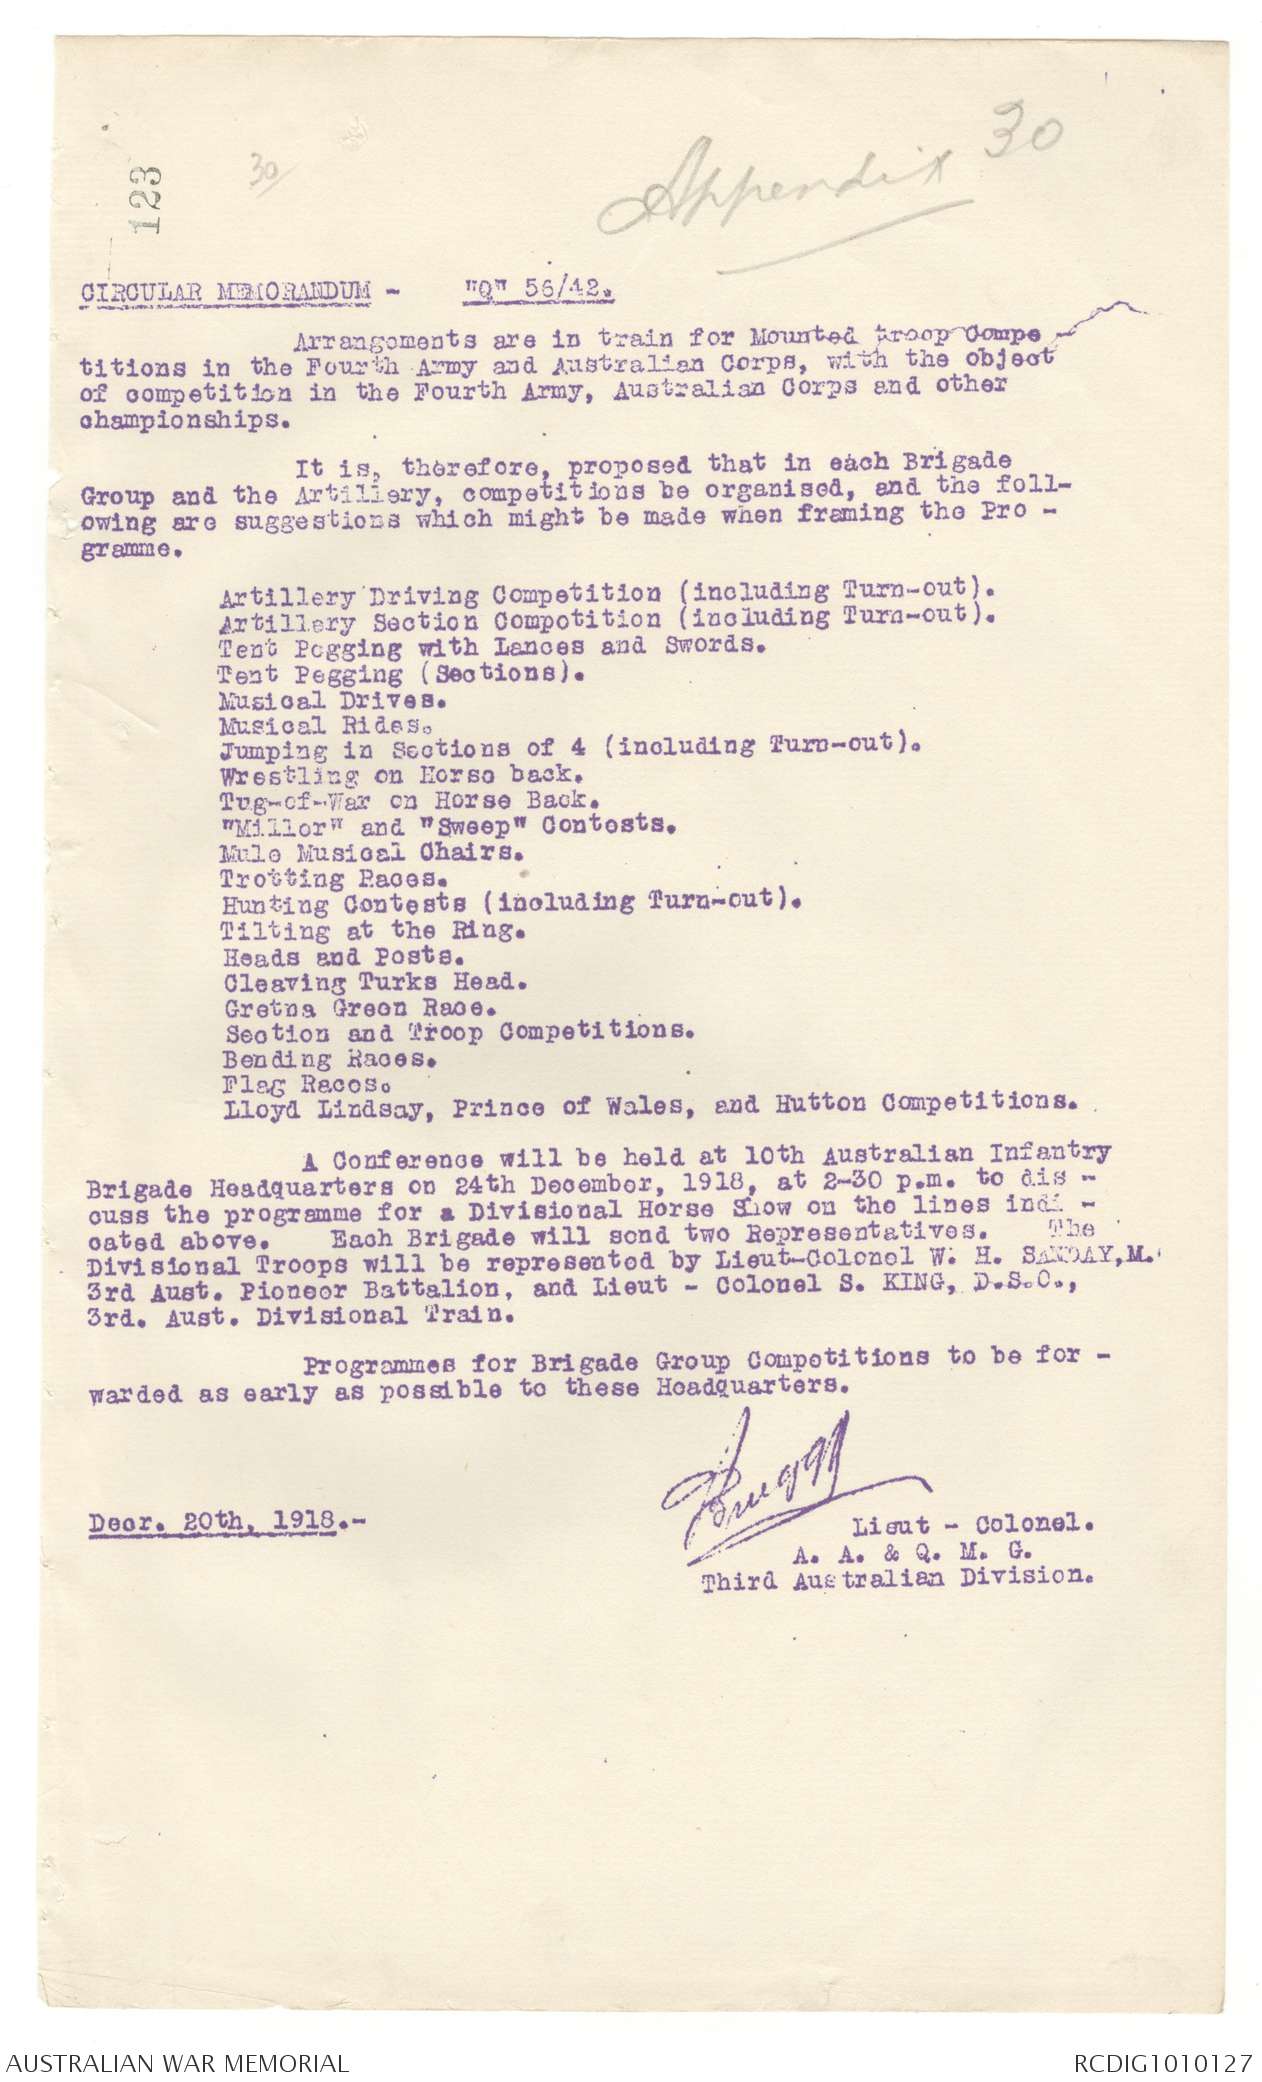 Appendix 30
30/
123
CIRCULAR MEMORANDUM - "Q" 56/42.
Arrangements are in train for Mounted troop Compe -
titions in the Fourth Army and Australian Corps, with the object
of competition in the Fourth Army, Australian Corps and other
championships.
It is, therefore, proposed that in each Brigade
Group and the Artillery, competitions be organised, and the foll-
owing are suggestions which might be made when framing the Pro -
gramme.
Artillery Driving Competition (including Turn-out).
Artillery Section Competition (including Turn-out).
Tent Pegging with Lances and Swords.
Tent Pegging (Sections).
Musical Drives.
Musical Rides.
Jumping in Sections of 4 (including Turn-out).
Wrestling on Horse back.
Tug-of-War on Horse Back.
"Miller" and "Sweep" Contests.
Mule Musical Chairs.
Trotting Races.
Hunting Contests (including Turn-out).
Tilting at the Ring.
Heads and Posts.
Cleaving Turks Head.
Gretna Green Race.
Section and Troop Competitions.
Bending Races.
Flag Races.
Lloyd Lindsay, Prince of Wales, and Hutton Competitions.
A Conference will be held at 10th Australian Infantry
Brigade Headquarters on 24th December, 1918, at 2-30 p.m. to dis -
cuss the programme for a Divisional Horse Show on the lines indi -
cated above. Each Brigade will send two Representatives. The
Divisional Troops will be represented by Lieut-Colonel W. H. SANDAY, M.
3rd Aust. Pioneer Battalion, and Lieut - Colonel S. KING, D.S.O.,
3rd. Aust. Divisional Train.
Programmes for Brigade Group Competitions to be for -
warded as early as possible to these Headquarters.
Decr. 20th, 1918.-
Lieut - Colonel.
A. A. & Q. M. G.
Third Australian Division.
AUSTRALIAN WAR MEMORIAL
RCDIG1010127